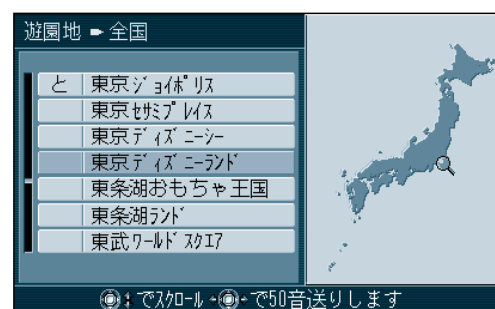 遊園地 ➨ 全国
と 東京ｼﾞｮｲﾎﾟﾘｽ
東京ｾｻﾐﾌﾟﾚｲｽ
東京ﾃﾞｨｽﾞﾆｰｼｰ
東京ﾃﾞｨｽﾞﾆｰﾗﾝﾄﾞ
東条湖おもちゃ王国
東条湖ﾗﾝﾄﾞ
東武ﾜｰﾙﾄﾞｽｸｴｱ
でｽｸﾛｰﾙ・ で50音送りします